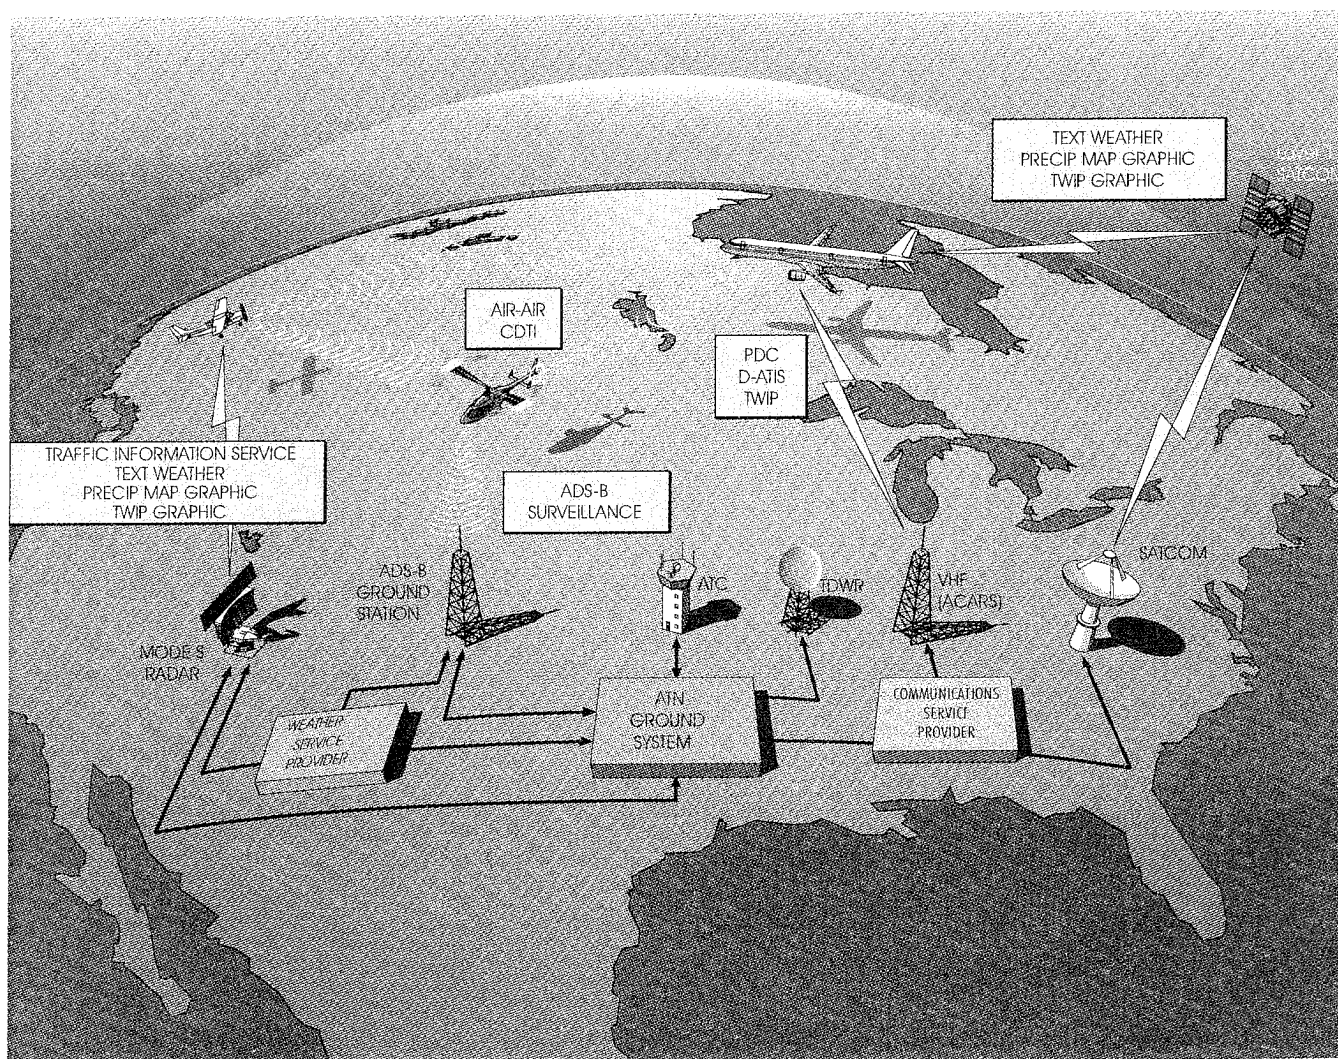 TEXT WEATHER
PRECIP MAP GRAPHIC
TWIP GRAPHIC
AIR-AIR
CDTI
PDC
D-ATIS
TWIP
TRAFFIC INFORMATION SERVICE
TEXT WEATHER
PRECIP MAP GRAPHIC
TWIP GRAPHIC
ADS-B
SURVEILLANCE
ADS-B
GROUND
STATION
ATC
TDWR
VHF
(ACARS)
SATCOM
MODE S
RADAR
WEATHER
SERVICE
PROVIDER
ATN
GROUND
SYSTEM
COMMUNICATIONS
SERVICE
PROVIDER